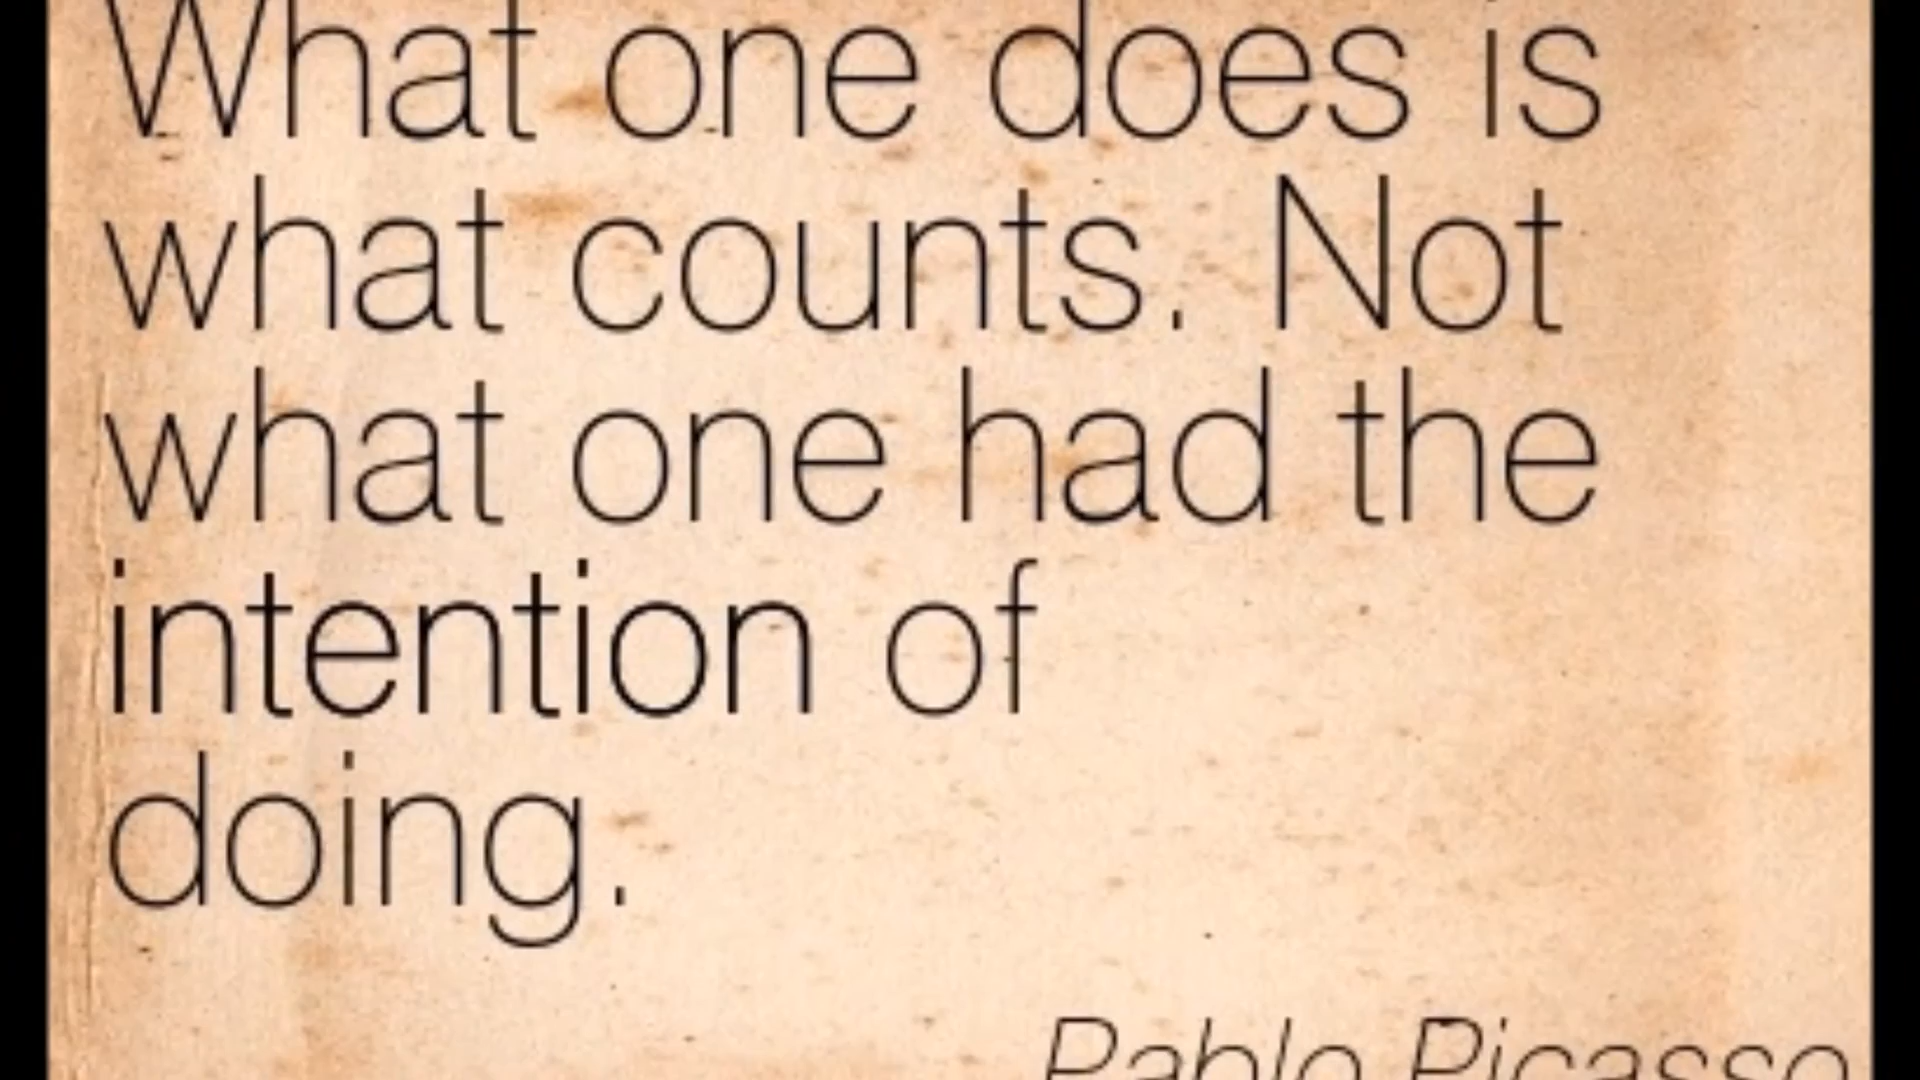 What one does is
what counts. Not
what one had the
intention of
doing.
Pablo Picasso